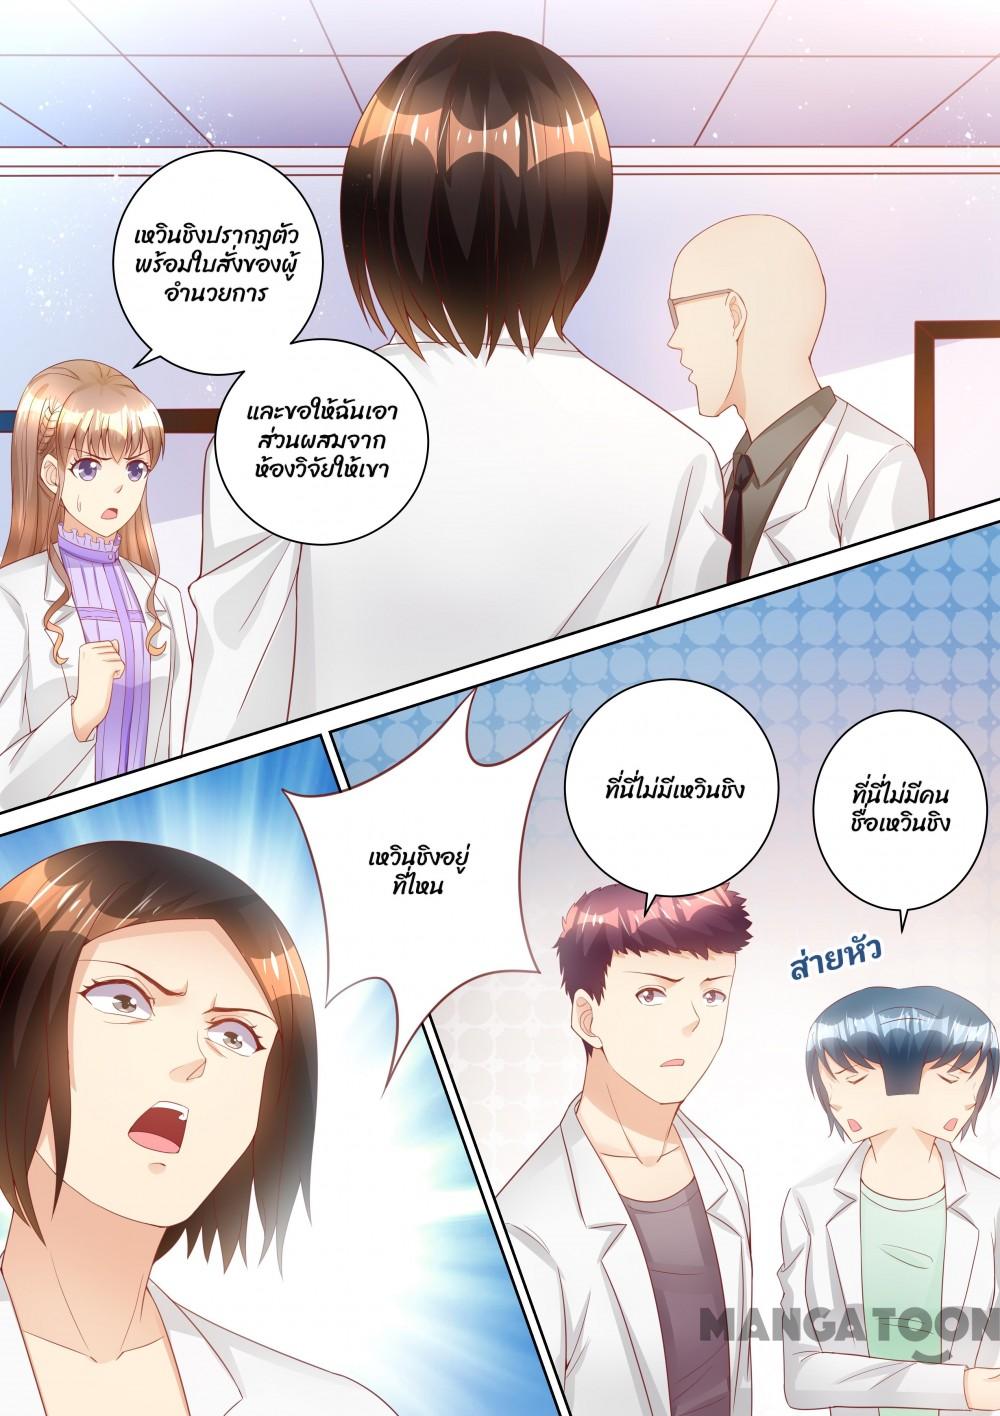 เหวินชิงปรากฏตัว
พร้อมใบสั่งของผู้
อำนวยการ
และขอให้ฉันเอา
ส่วนผสมจาก
ห้องวิจัยให้เขา
เหวินชิงอยู่
ที่ไหน
ที่นี่ไม่มีเหวินชิง
ที่นี่ไม่มีคน
ชื่อเหวินชิง
ส่ายหัว
MANGATOON